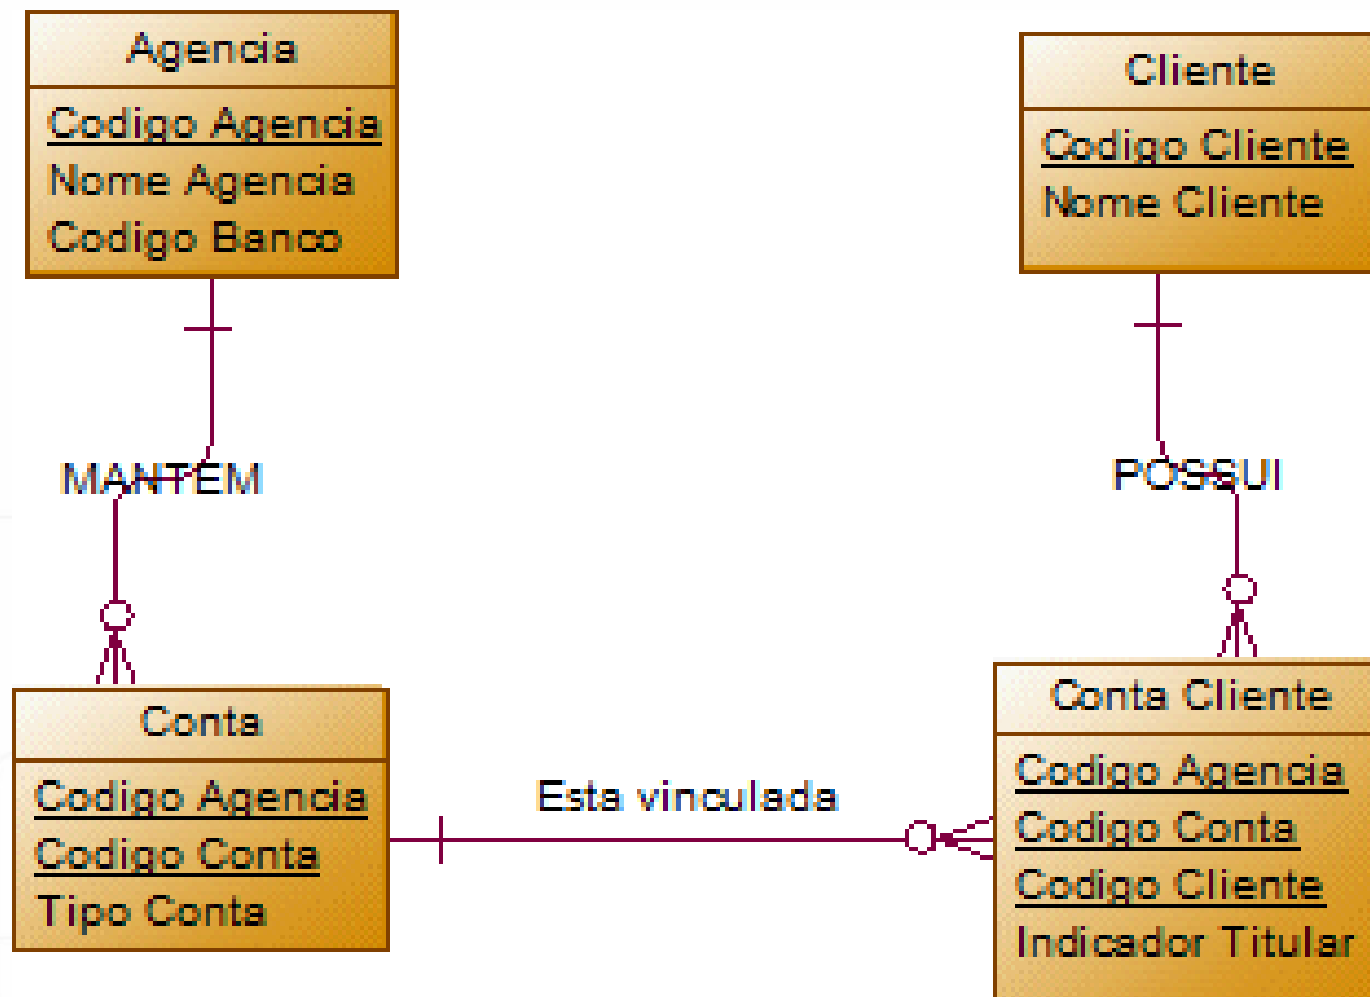 Agencia
Codigo Agencia
Nome Agencia
Codigo Banco
Cliente
Codigo Cliente
Nome Cliente
MANTEM
POSSUI
Conta
Codigo Agencia
Codigo Conta
Tipo Conta
Esta vinculada
Conta Cliente
Codigo Agencia
Codigo Conta
Codigo Cliente
Indicador Titular